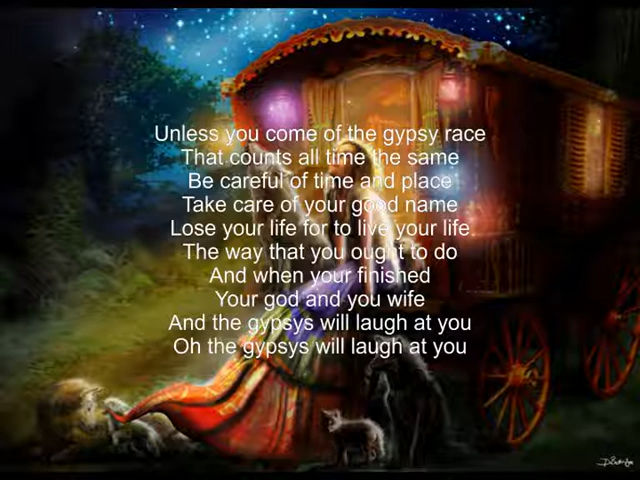 Unless you come of the gypsy race
That counts all time the same
Be careful of time and place
Take care of your good name
Lose your life for to live your life
The way that you ought to do
And when your finished
Your god and you wife
And the gypsys will laugh at you
Oh the gypsys will laugh at you